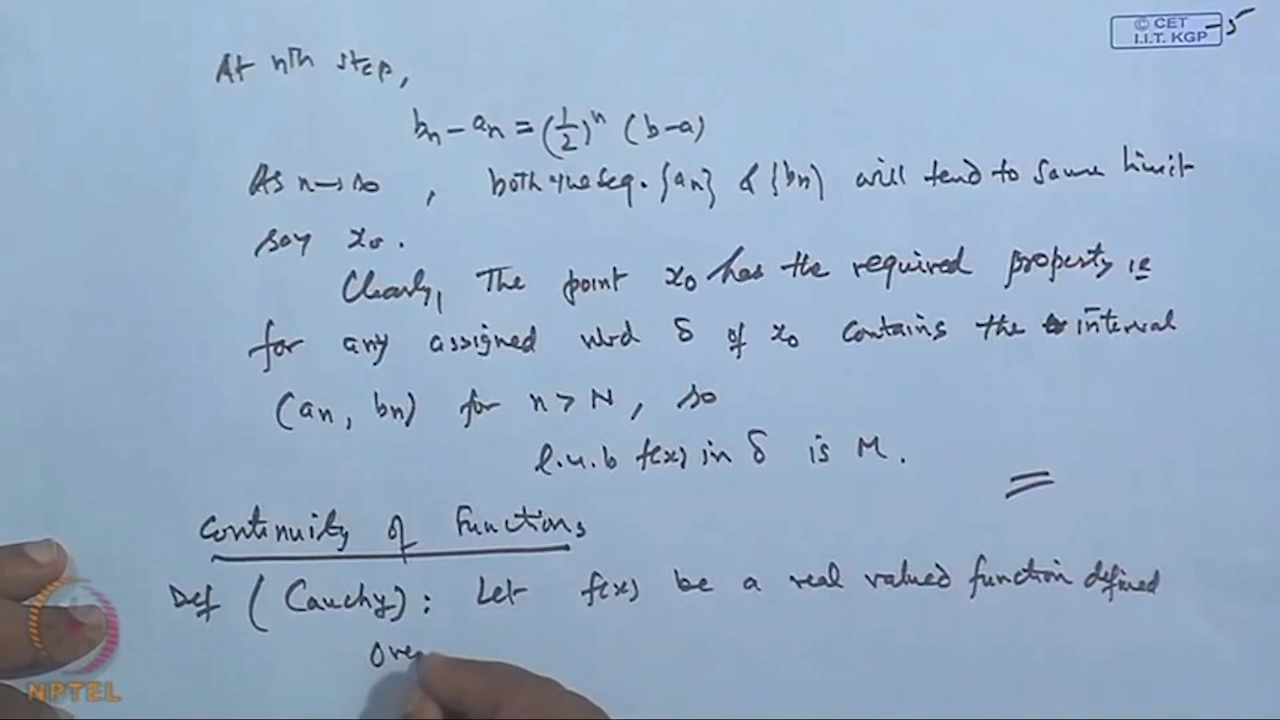 © CET
I.I.T. KGP
5
At nth step,
bn - an = (1/2)^n (b-a)
As n→∞, both the seq. {an} & {bn} will tend to same limit
say x0.
Clearly, The point x0 has the required property ie
for any assigned nbd δ of x0 contains the interval
(an, bn) for n > N, so
l.u.b f(x) in δ is M.
Continuity of Functions
Def (Cauchy): Let f(x) be a real valued function defined
over
NPTEL